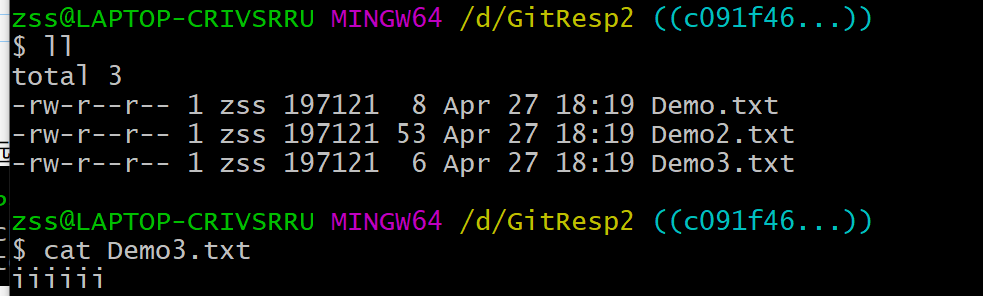 zss@LAPTOP-CRIVSRRU MINGW64 /d/GitResp2 ((c091f46...))
$ ll
total 3
-rw-r--r-- 1 zss 197121  8 Apr 27 18:19 Demo.txt
-rw-r--r-- 1 zss 197121 53 Apr 27 18:19 Demo2.txt
-rw-r--r-- 1 zss 197121  6 Apr 27 18:19 Demo3.txt
zss@LAPTOP-CRIVSRRU MINGW64 /d/GitResp2 ((c091f46...))
$ cat Demo3.txt
iiiiii